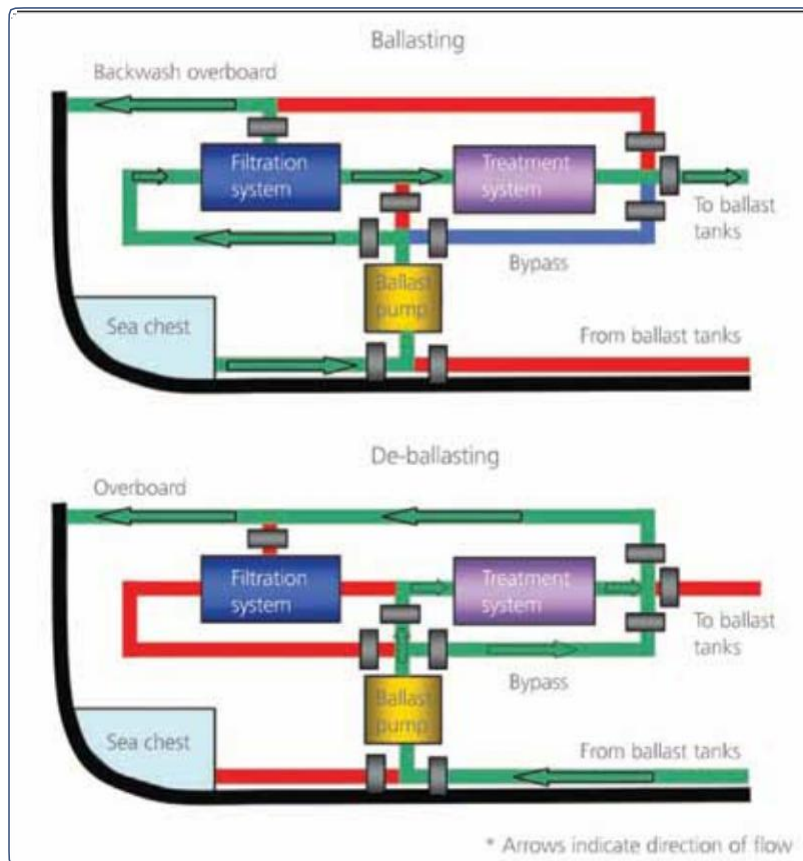 Ballasting
Backwash overboard
Filtration
system
Treatment
system
To ballast
tanks
Bypass
Ballast
pump
Sea chest
From ballast tanks
De-ballasting
Overboard
Filtration
system
Treatment
system
To ballast
tanks
Bypass
Ballast
pump
Sea chest
From ballast tanks
* Arrows indicate direction of flow